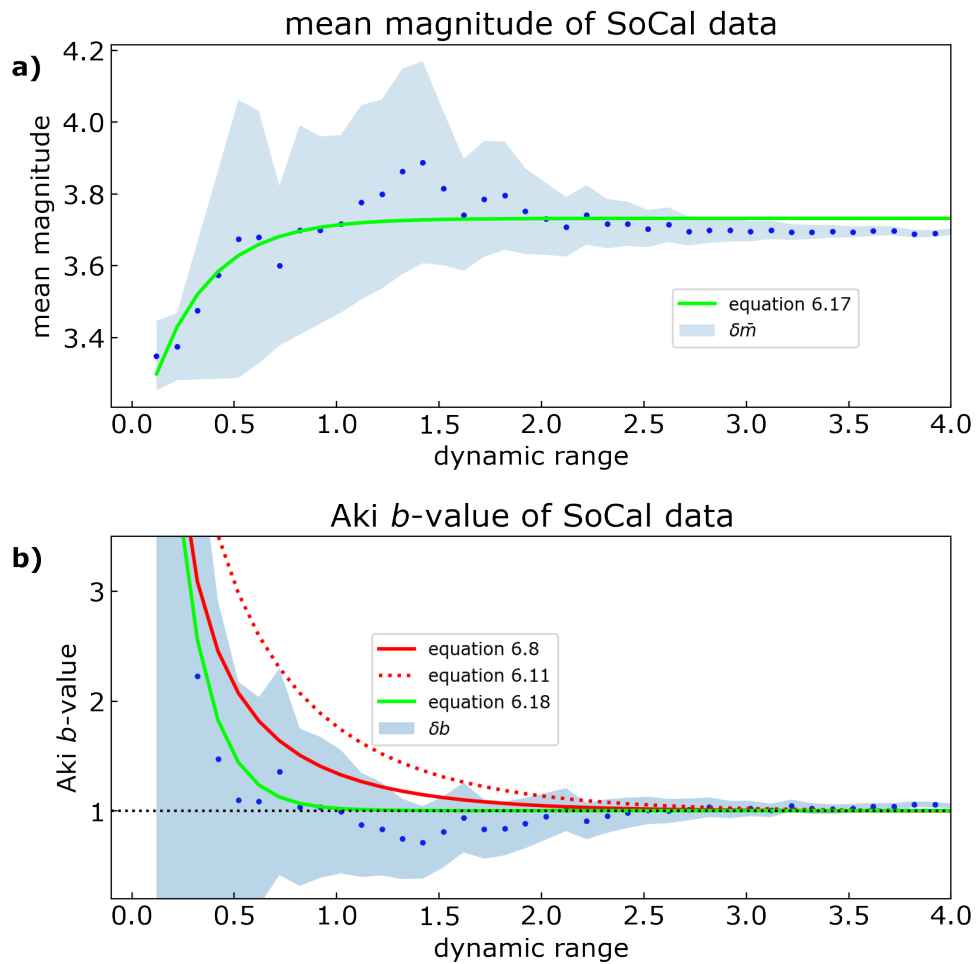 mean magnitude of SoCal data
a)
mean magnitude
4.2
4.0
3.8
3.6
3.4
equation 6.17
δm̄
0.0 0.5 1.0 1.5 2.0 2.5 3.0 3.5 4.0
dynamic range
Aki b-value of SoCal data
b)
Aki b-value
3
2
1
equation 6.8
equation 6.11
equation 6.18
δb
0.0 0.5 1.0 1.5 2.0 2.5 3.0 3.5 4.0
dynamic range